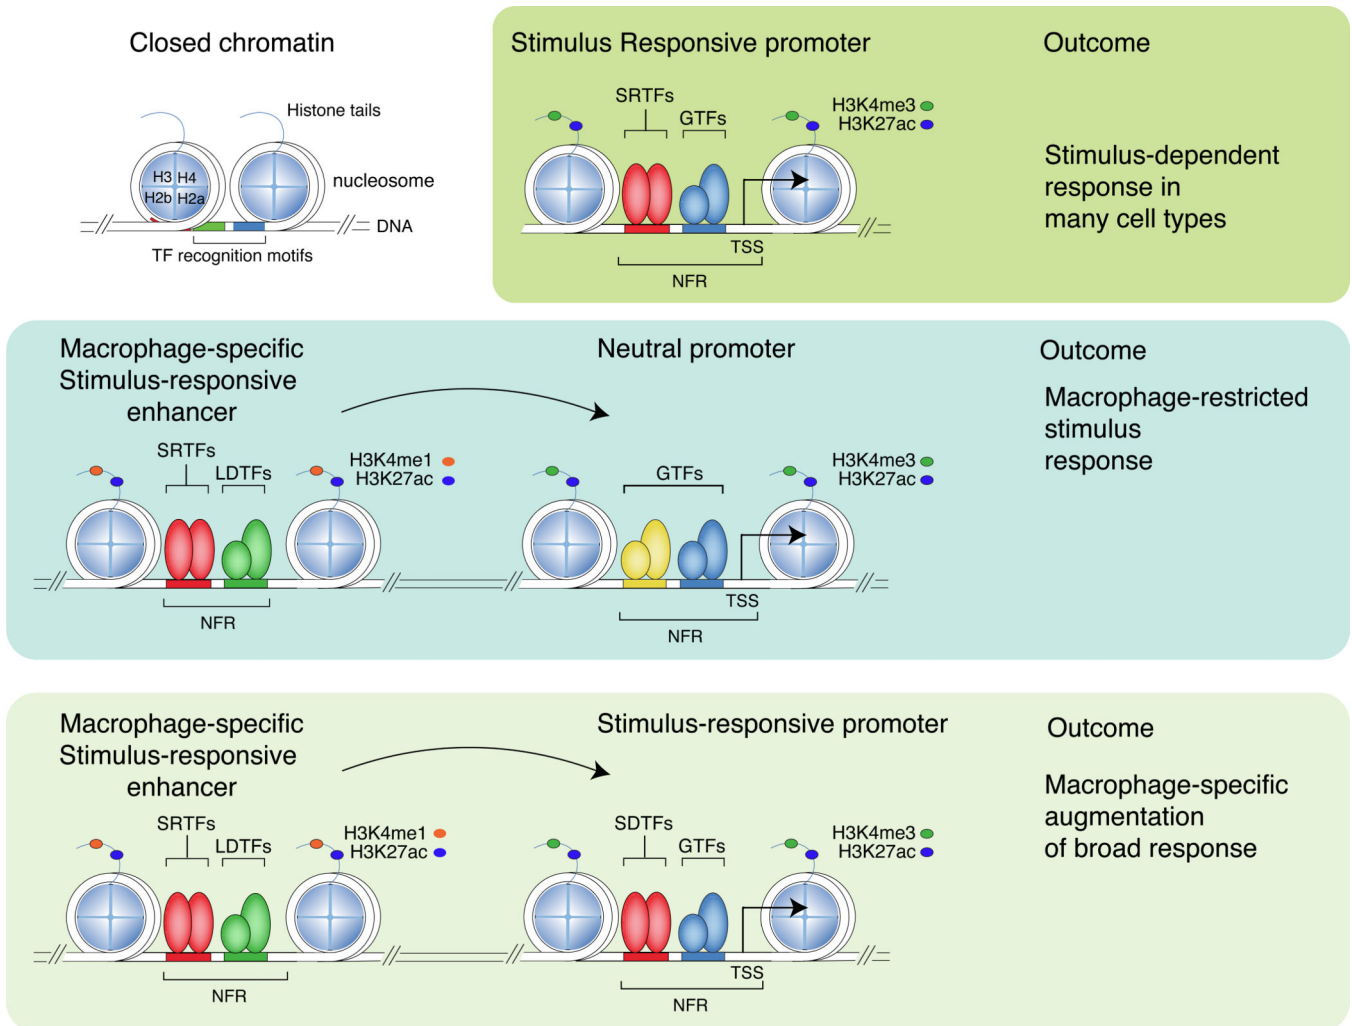 Closed chromatin
Histone tails
H3 H4
H2b H2a
nucleosome
DNA
TF recognition motifs
Stimulus Responsive promoter
SRTFs
GTFs
H3K4me3
H3K27ac
TSS
NFR
Outcome
Stimulus-dependent
response in
many cell types
Macrophage-specific
Stimulus-responsive
enhancer
SRTFs
LDTFs
H3K4me1
H3K27ac
NFR
Neutral promoter
GTFs
H3K4me3
H3K27ac
TSS
NFR
Outcome
Macrophage-restricted
stimulus
response
Macrophage-specific
Stimulus-responsive
enhancer
SRTFs
LDTFs
H3K4me1
H3K27ac
NFR
Stimulus-responsive promoter
SDTFs
GTFs
H3K4me3
H3K27ac
TSS
NFR
Outcome
Macrophage-specific
augmentation
of broad response